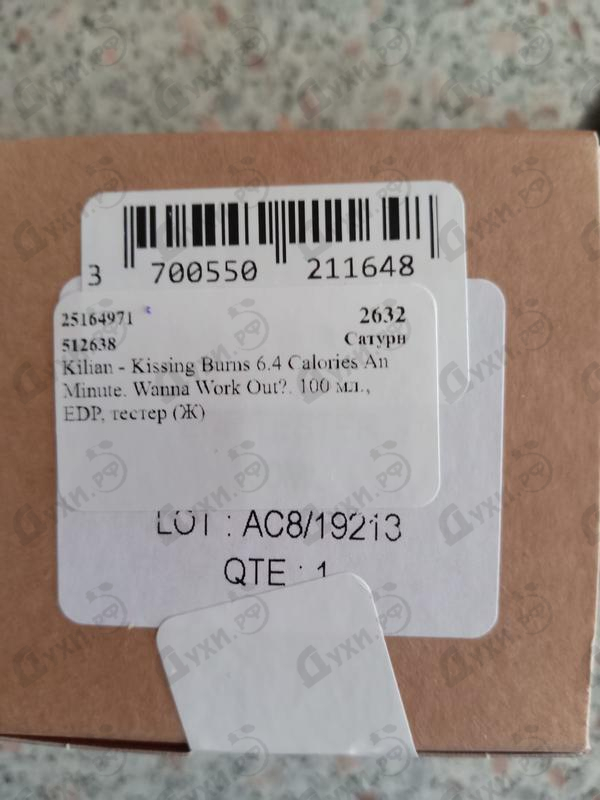 3 700550 211648
25164971 2632
512638 Сатурн
Kilian - Kissing Burns 6.4 Calories An
Minute. Wanna Work Out?. 100 мл.,
EDP, тестер (Ж)
LOT : AC8/19213
QTE : 1